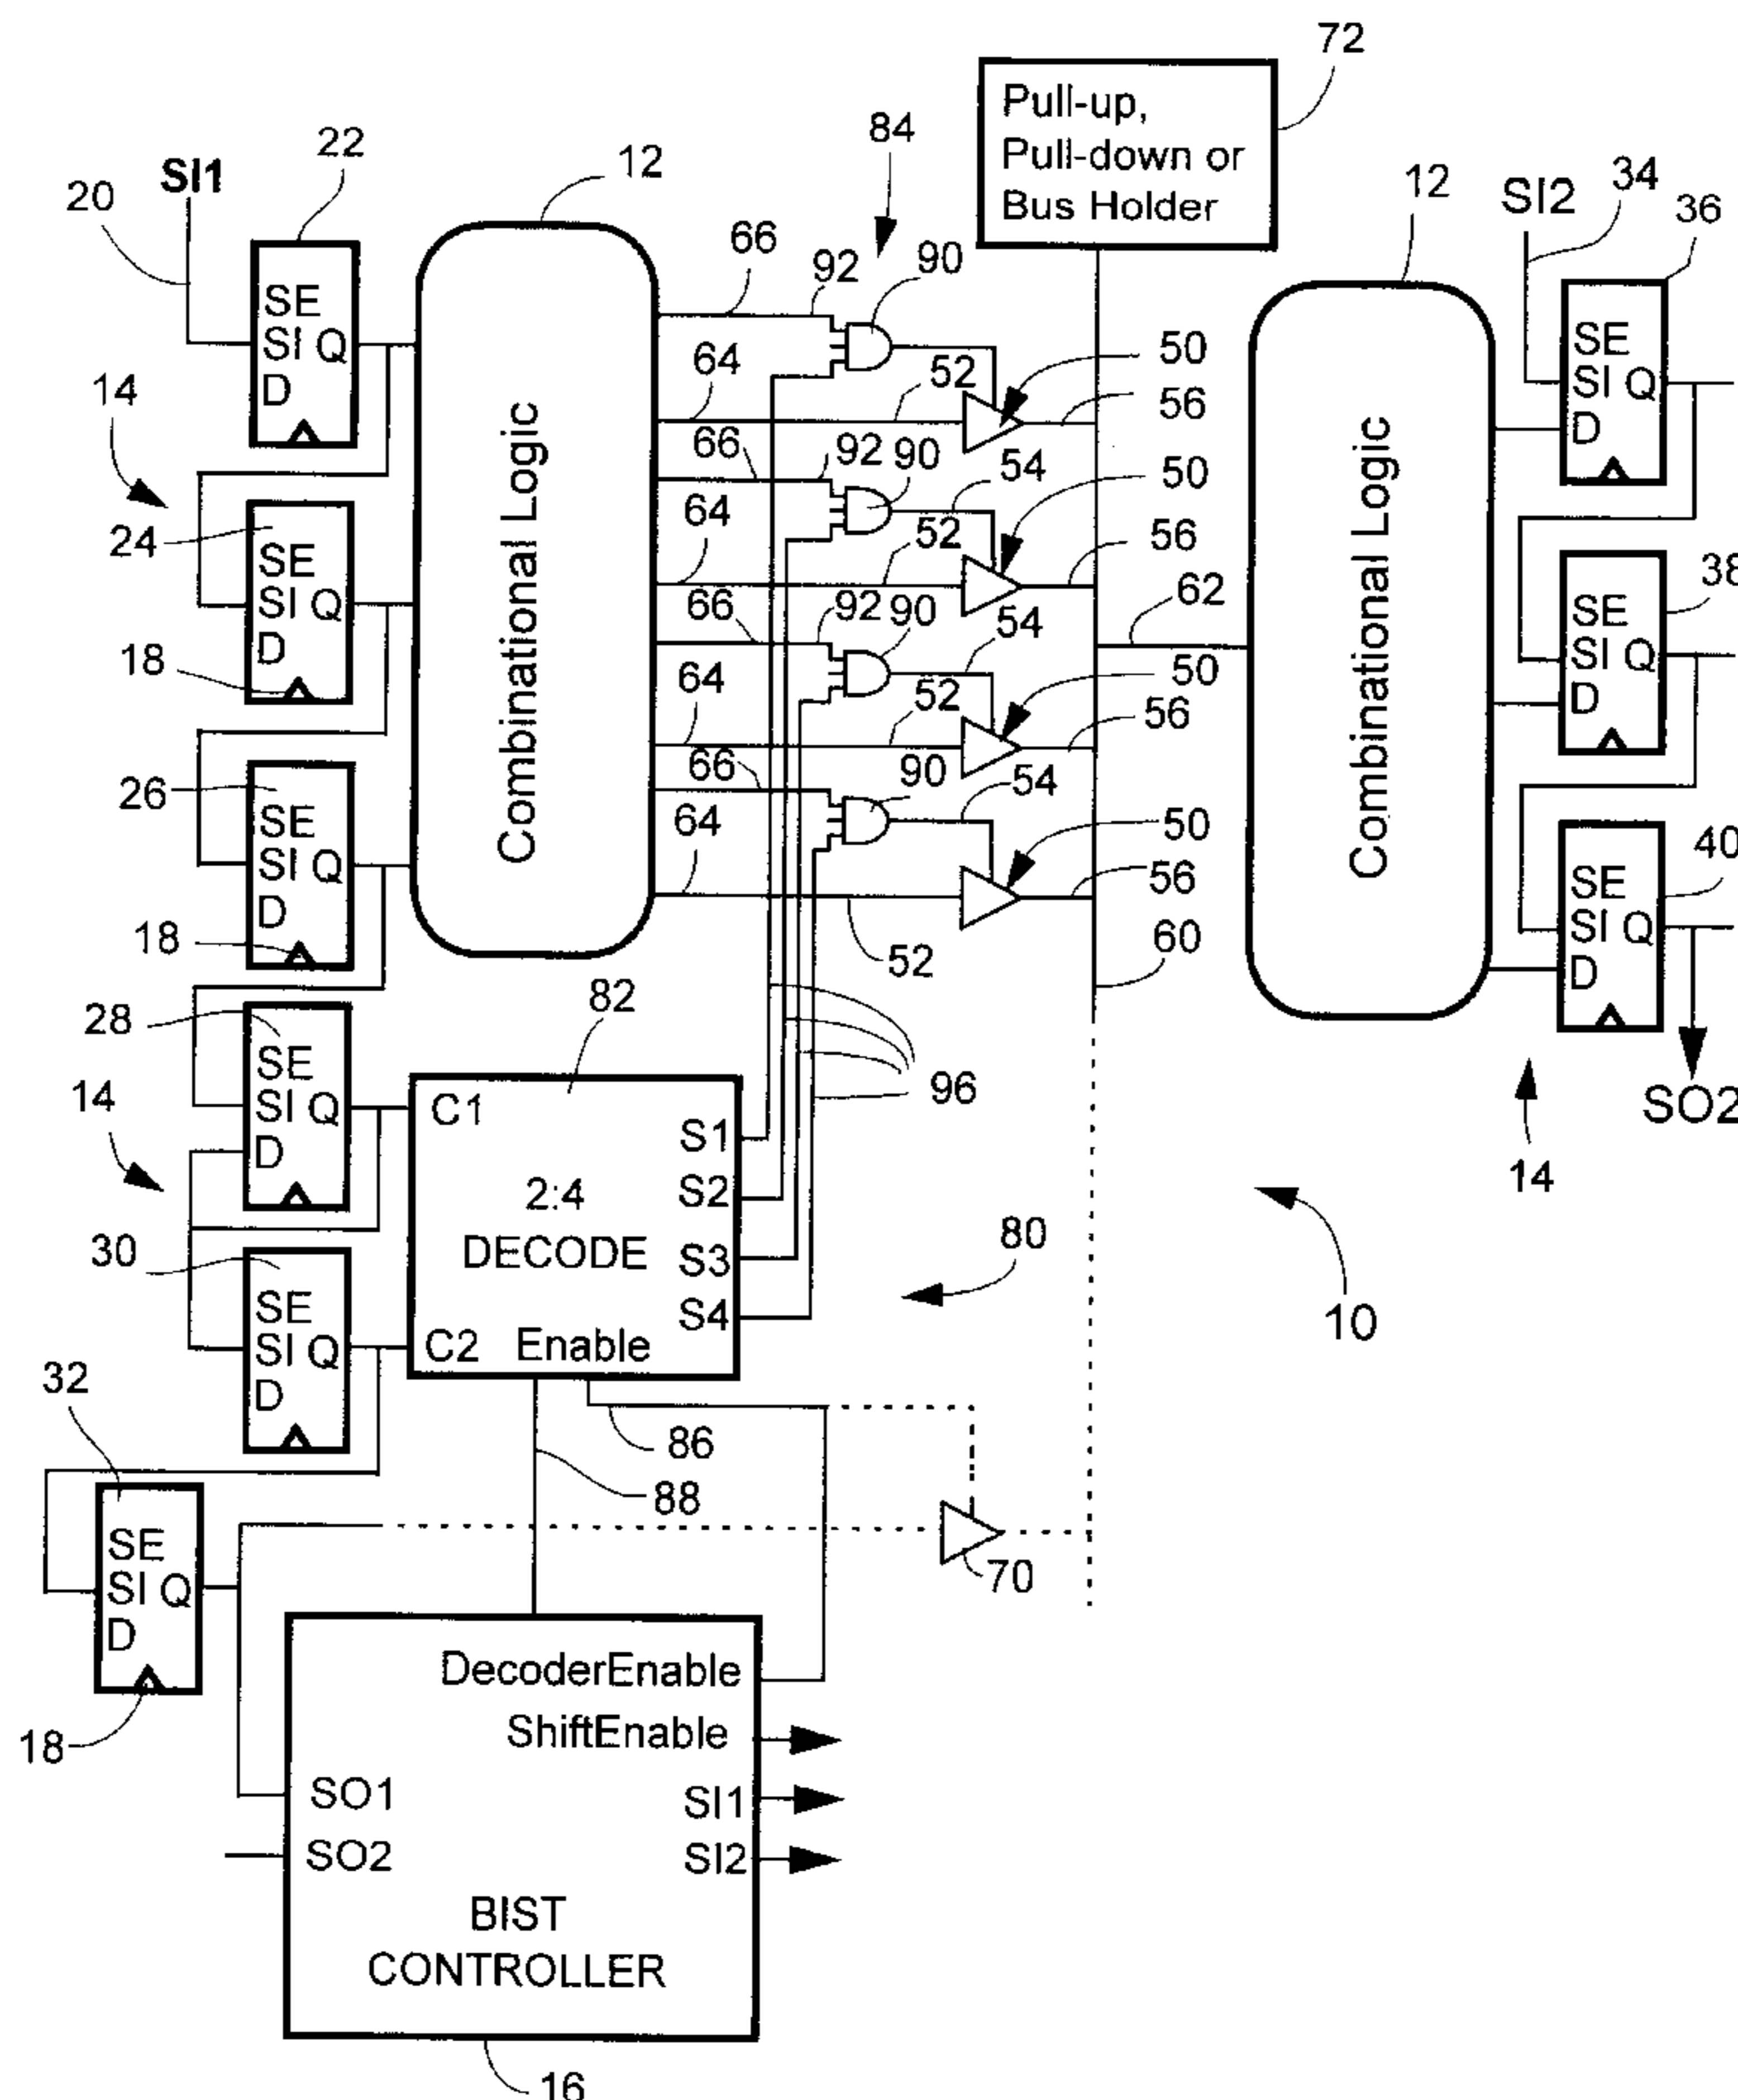 72
Pull-up,
Pull-down or
Bus Holder
84
22
12
SI1
20
SI2
34
12
36
66
92
90
SE
SI Q
D
64
52
50
56
14
66
92
90
54
50
64
52
56
24
SE
SI Q
D
18
66
92
90
54
62
50
64
52
56
26
SE
SI Q
D
18
66
90
54
50
64
56
52
60
Combinational Logic
Combinational Logic
SE
SI Q
D
38
SE
SI Q
D
40
SE
SI Q
D
SO2
14
28
SE
SI Q
D
14
82
96
C1
S1
S2
2:4
DECODE
S3
S4
C2
Enable
80
10
30
SE
SI Q
D
32
86
88
70
SE
SI Q
D
18
DecoderEnable
ShiftEnable
SO1
SI1
SO2
SI2
BIST
CONTROLLER
16